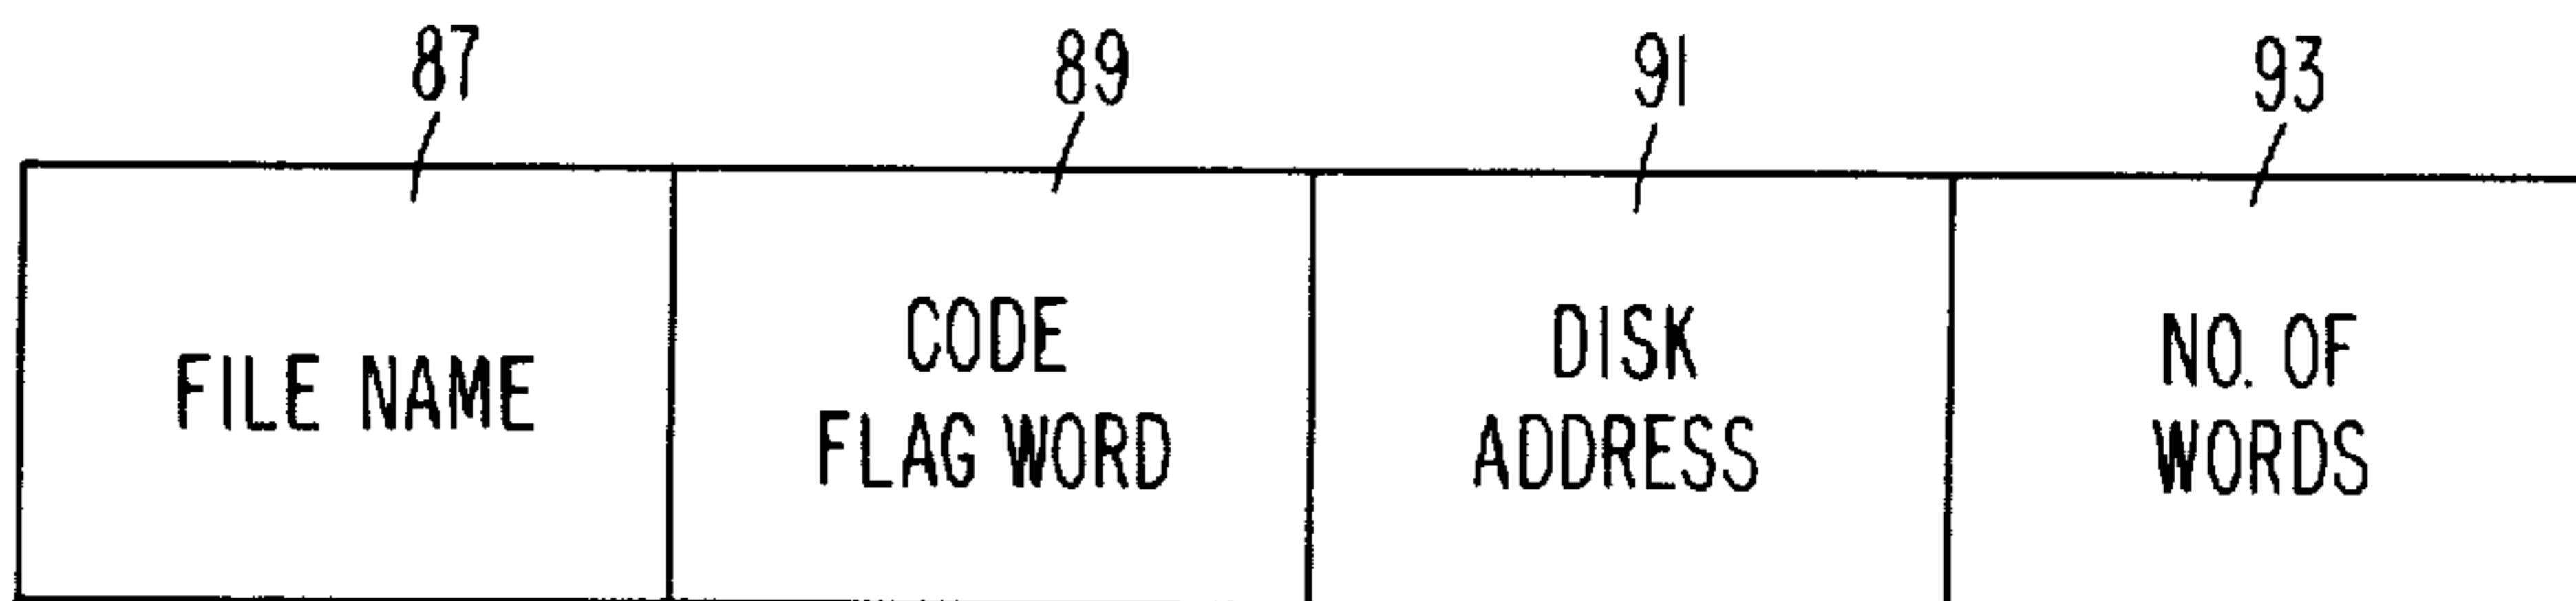 87 89 91 93
FILE NAME
CODE
FLAG WORD
DISK
ADDRESS
NO. OF
WORDS